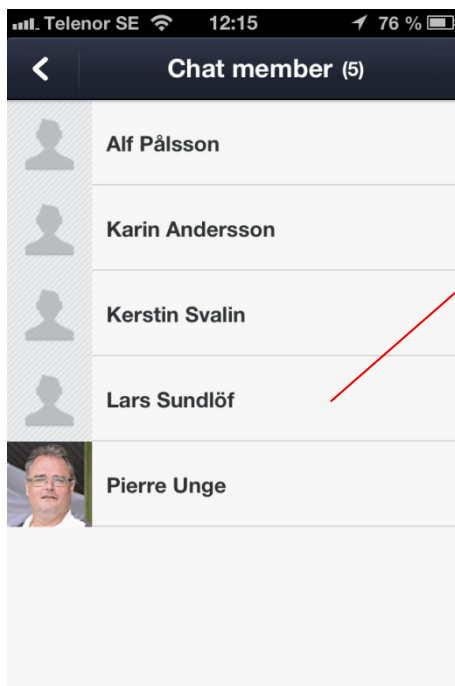 Telenor SE 12:15 76 %
Chat member (5)
Alf Pålsson
Karin Andersson
Kerstin Svalin
Lars Sundlöf
Pierre Unge